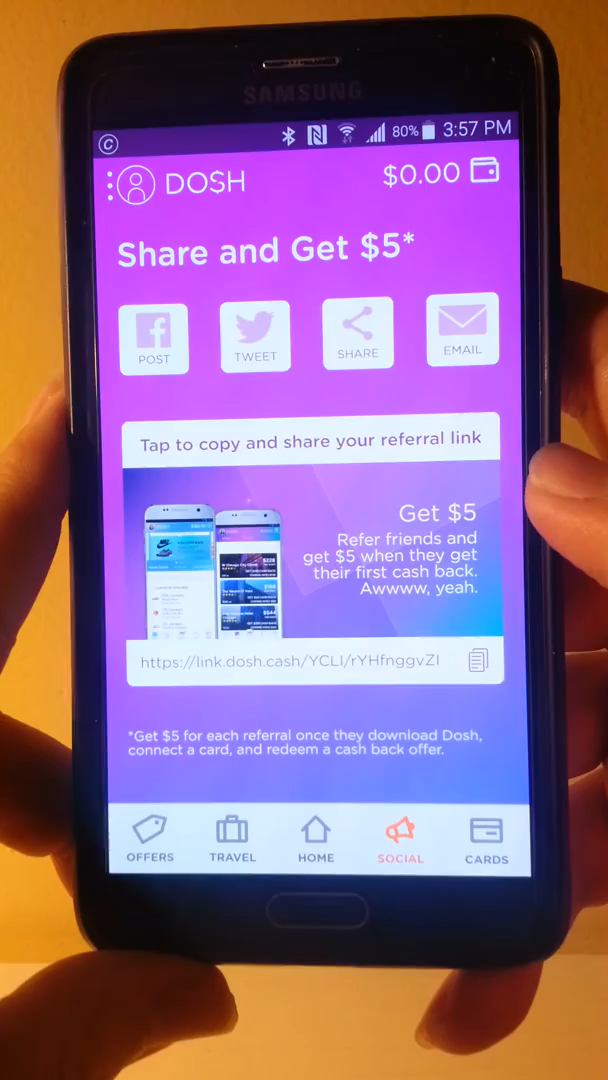 SAMSUNG
80% 3:57 PM
DOSH $0.00
Share and Get $5*
POST TWEET SHARE EMAIL
Tap to copy and share your referral link
Get $5
Refer friends and
get $5 when they get
their first cash back.
Awwww, yeah.
https://link.dosh.cash/YCLI/rYHfnggvZI
*Get $5 for each referral once they download Dosh,
connect a card, and redeem a cash back offer.
OFFERS TRAVEL HOME SOCIAL CARDS